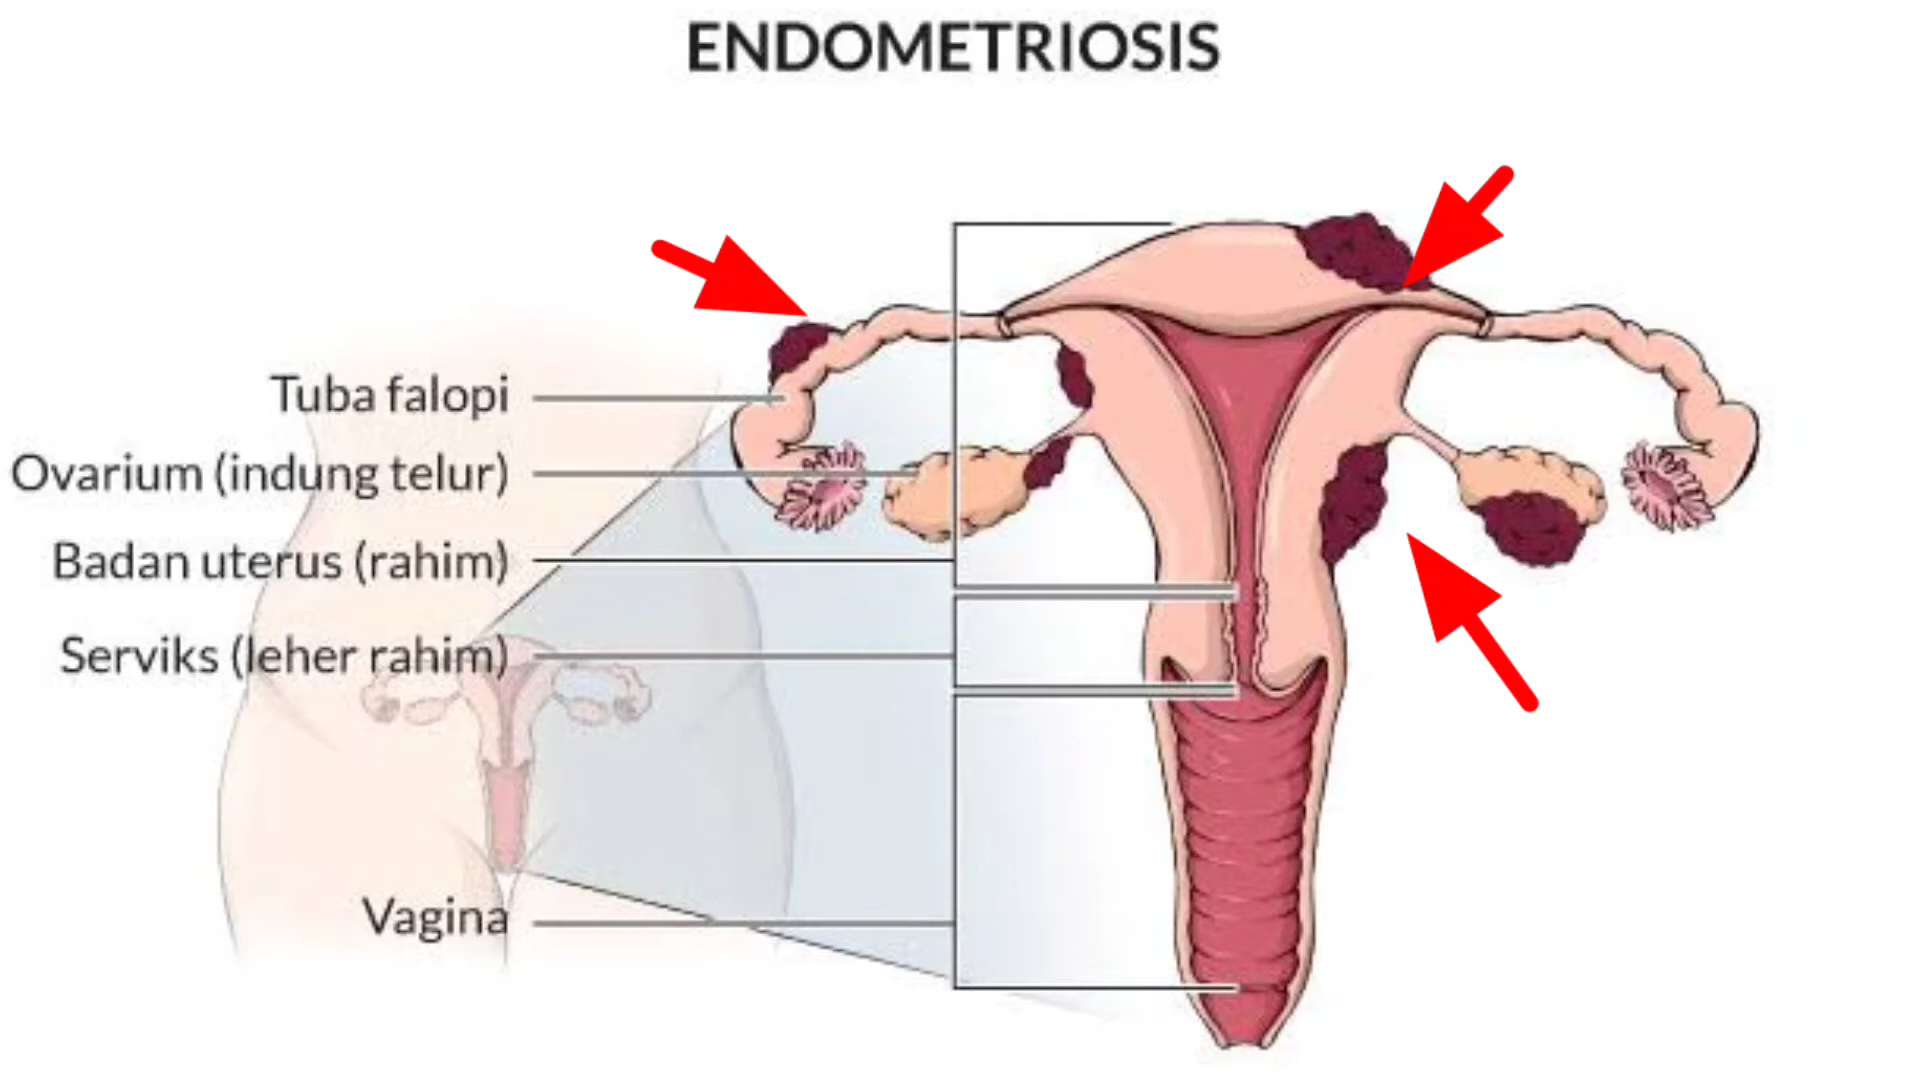 ENDOMETRIOSIS
Tuba falopi
Ovarium (indung telur)
Badan uterus (rahim)
Serviks (leher rahim)
Vagina